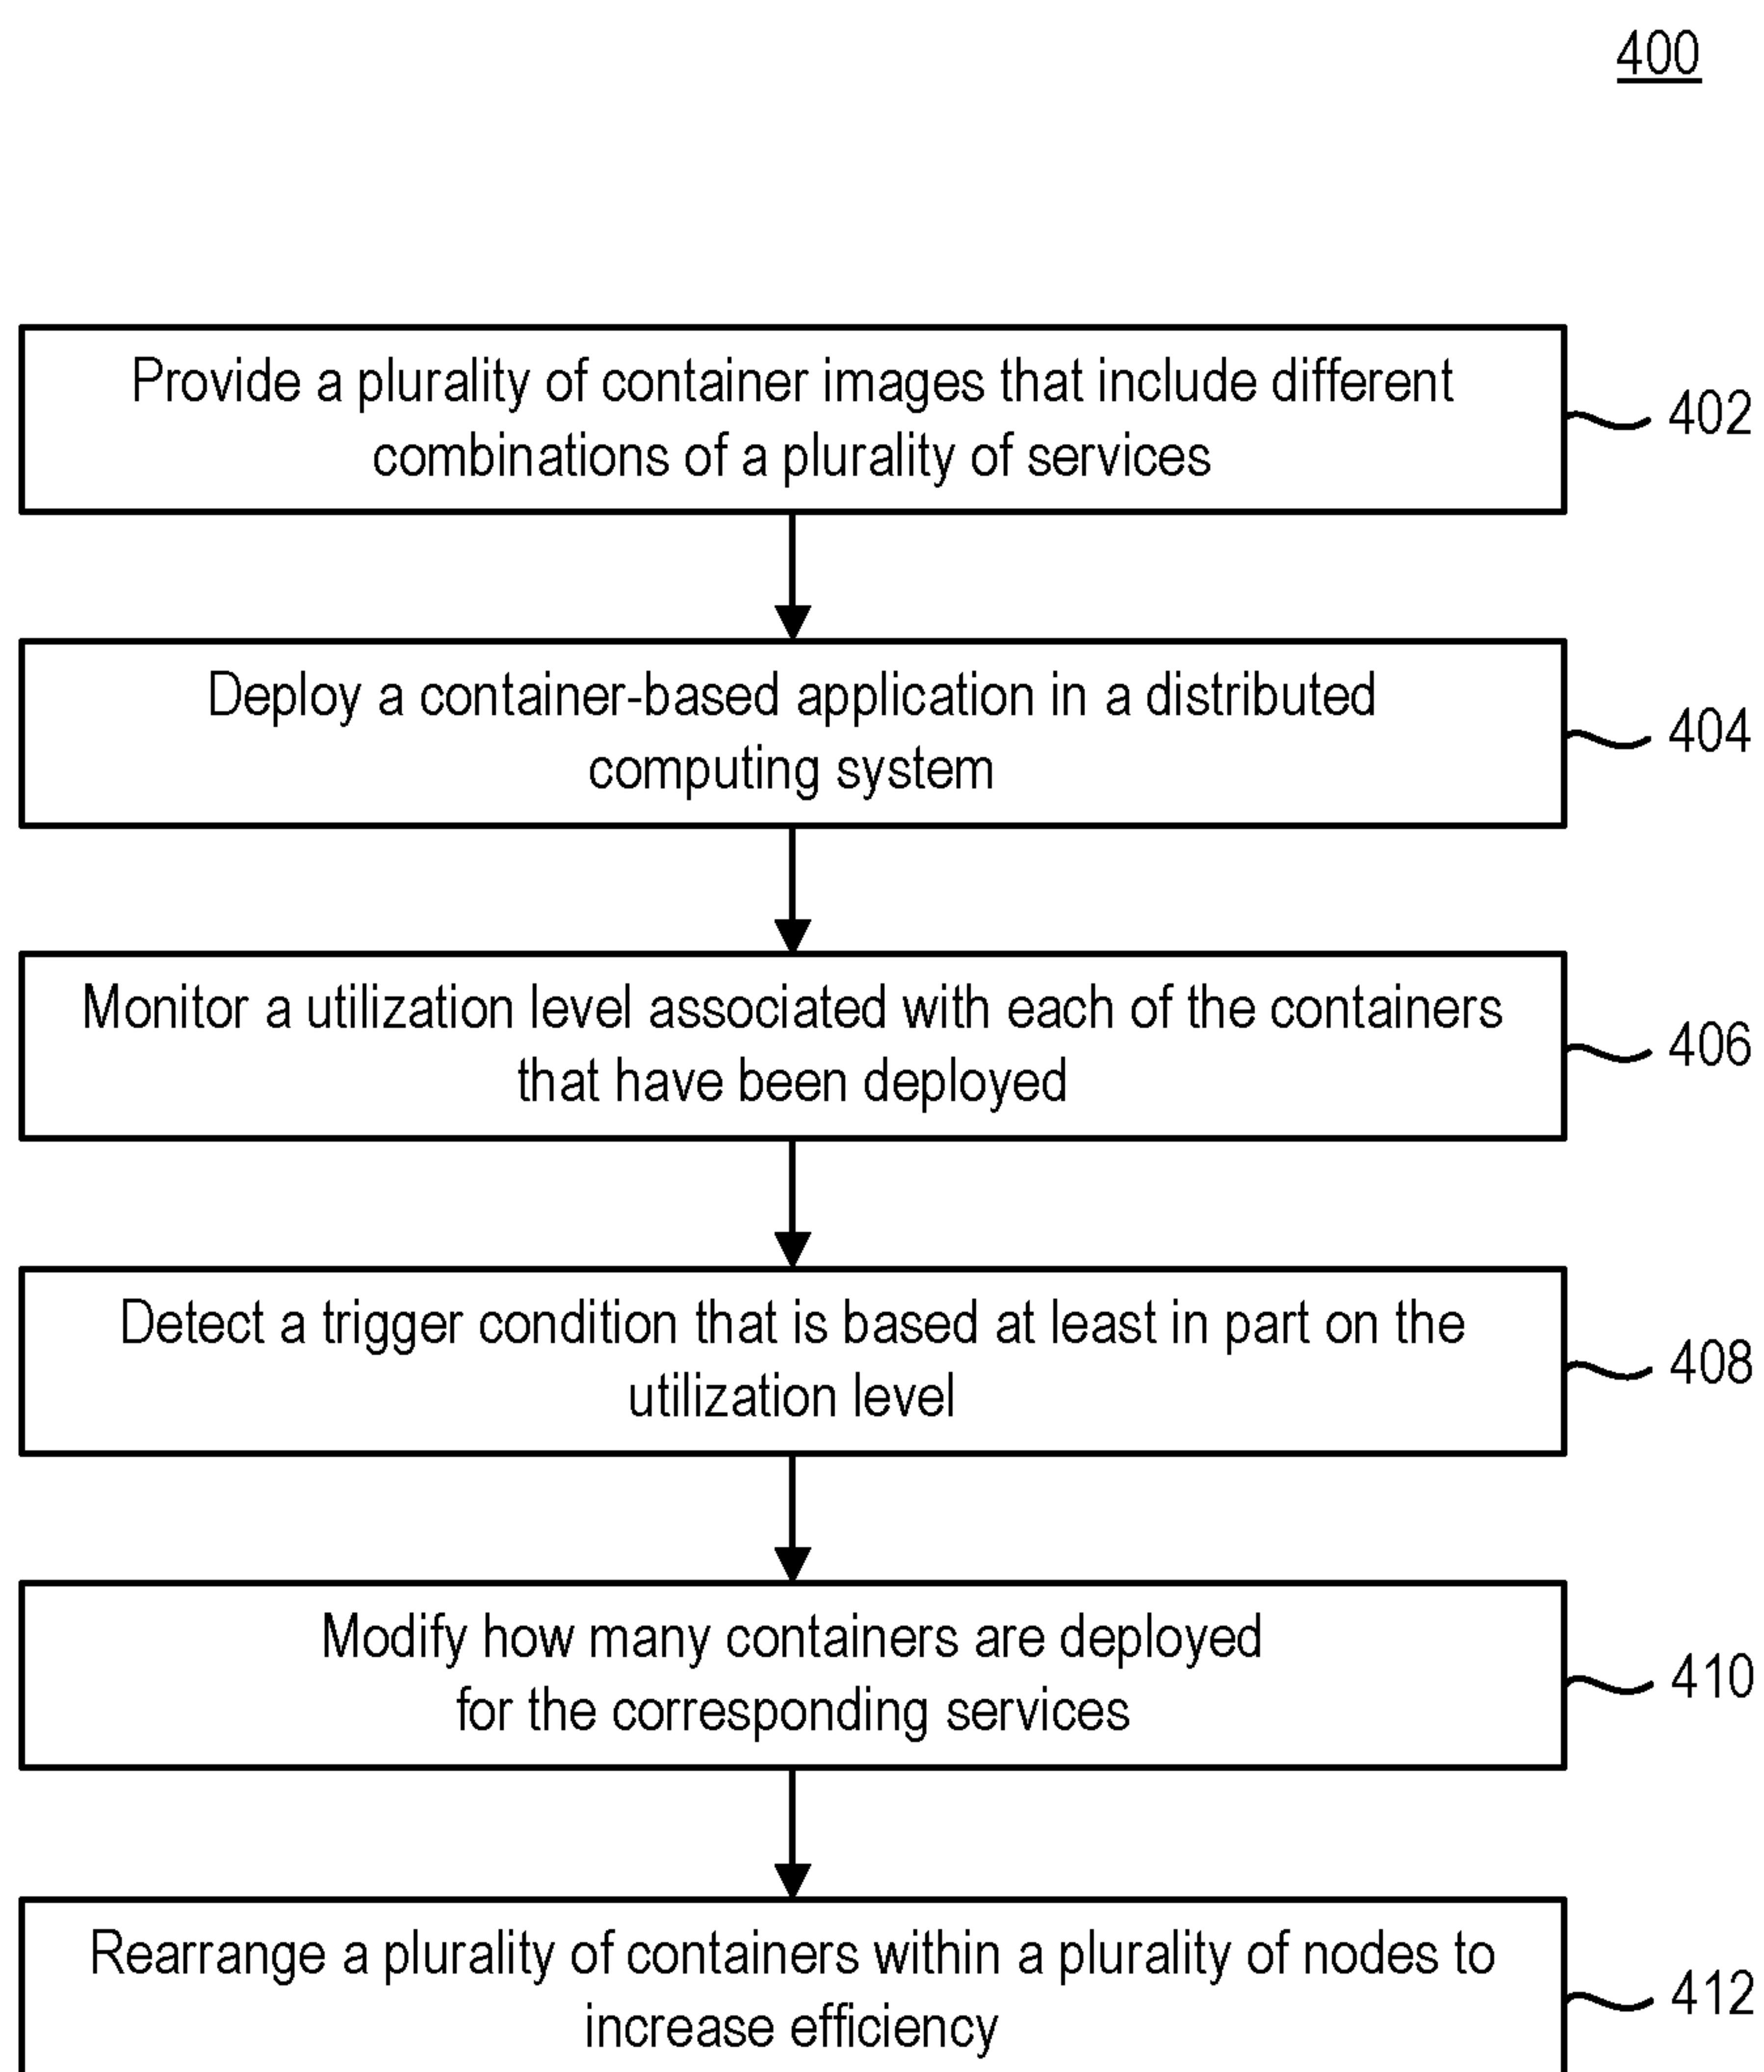 400
Provide a plurality of container images that include different
combinations of a plurality of services
402
Deploy a container-based application in a distributed
computing system
404
Monitor a utilization level associated with each of the containers
that have been deployed
406
Detect a trigger condition that is based at least in part on the
utilization level
408
Modify how many containers are deployed
for the corresponding services
410
Rearrange a plurality of containers within a plurality of nodes to
increase efficiency
412